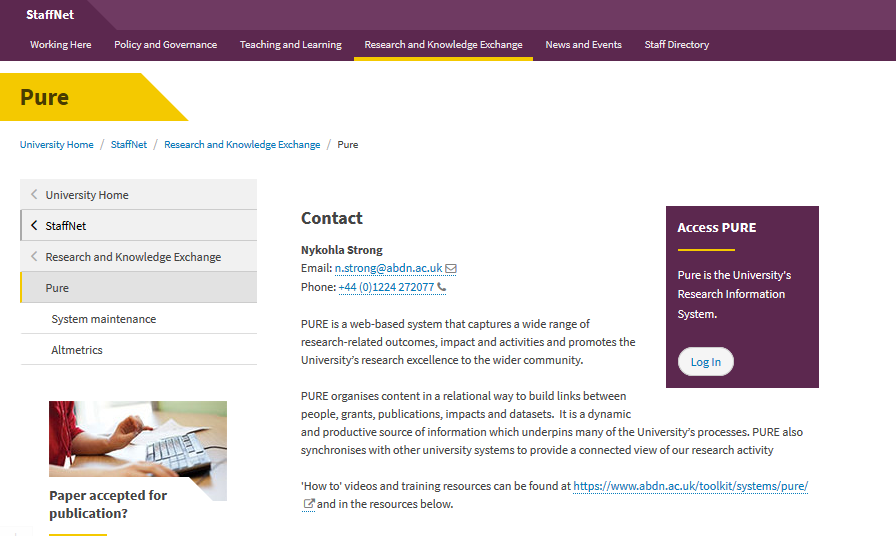 StaffNet
Working Here Policy and Governance Teaching and Learning Research and Knowledge Exchange News and Events Staff Directory
Pure
University Home / StaffNet / Research and Knowledge Exchange / Pure
University Home
StaffNet
Research and Knowledge Exchange
Pure
System maintenance
Altmetrics
Paper accepted for
publication?
Contact
Nykohla Strong
Email: n.strong@abdn.ac.uk
Phone: +44 (0)1224 272077
PURE is a web-based system that captures a wide range of
research-related outcomes, impact and activities and promotes the
University's research excellence to the wider community.
PURE organises content in a relational way to build links between
people, grants, publications, impacts and datasets. It is a dynamic
and productive source of information which underpins many of the University's processes. PURE also
synchronises with other university systems to provide a connected view of our research activity
'How to' videos and training resources can be found at https://www.abdn.ac.uk/toolkit/systems/pure/
and in the resources below.
Access PURE
Pure is the University's
Research Information
System.
Log In